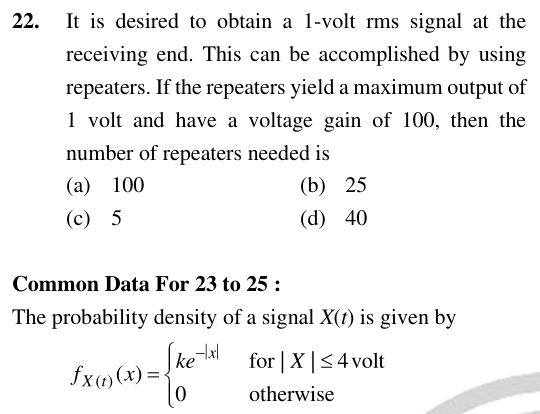 22. It is desired to obtain a 1-volt rms signal at the
receiving end. This can be accomplished by using
repeaters. If the repeaters yield a maximum output of
1 volt and have a voltage gain of 100, then the
number of repeaters needed is
(a) 100 (b) 25
(c) 5 (d) 40
Common Data For 23 to 25 :
The probability density of a signal X(t) is given by
f_{X(t)}(x) = { ke^{-|x|} for | X | ≤ 4 volt
0 otherwise